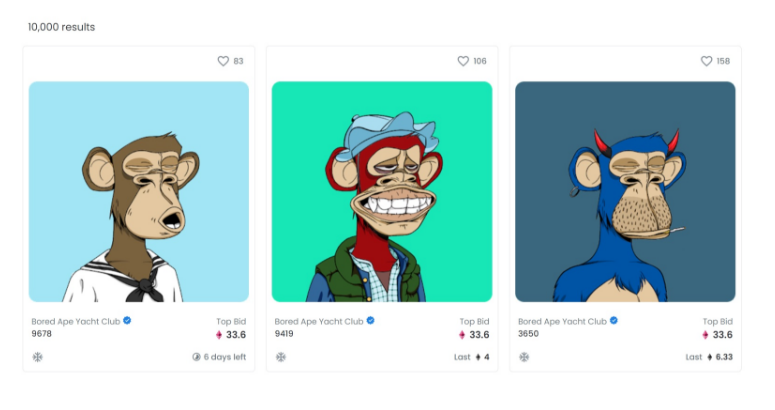 10,000 results
83
Bored Ape Yacht Club
Top Bid
9678
33.6
6 days left
106
Bored Ape Yacht Club
Top Bid
9419
33.6
Last 4
158
Bored Ape Yacht Club
Top Bid
3650
33.6
Last 6.33